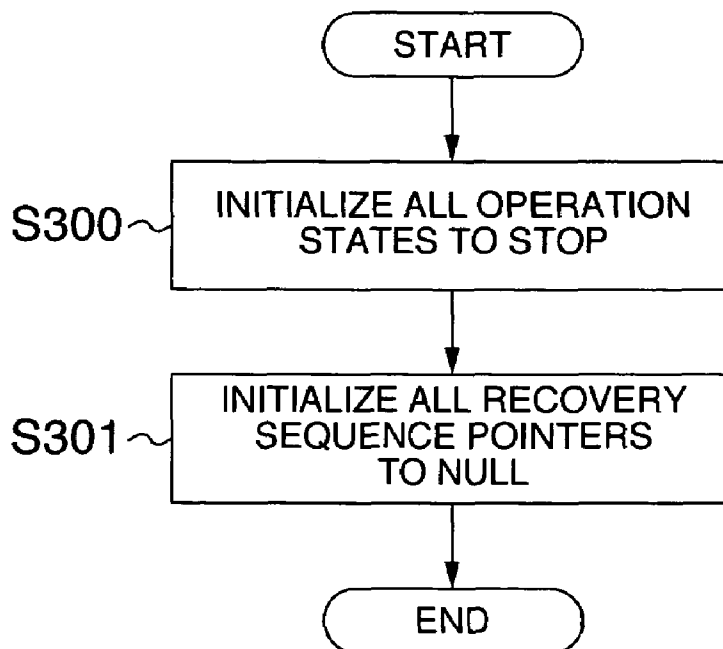 START
S300
INITIALIZE ALL OPERATION
STATES TO STOP
S301
INITIALIZE ALL RECOVERY
SEQUENCE POINTERS
TO NULL
END